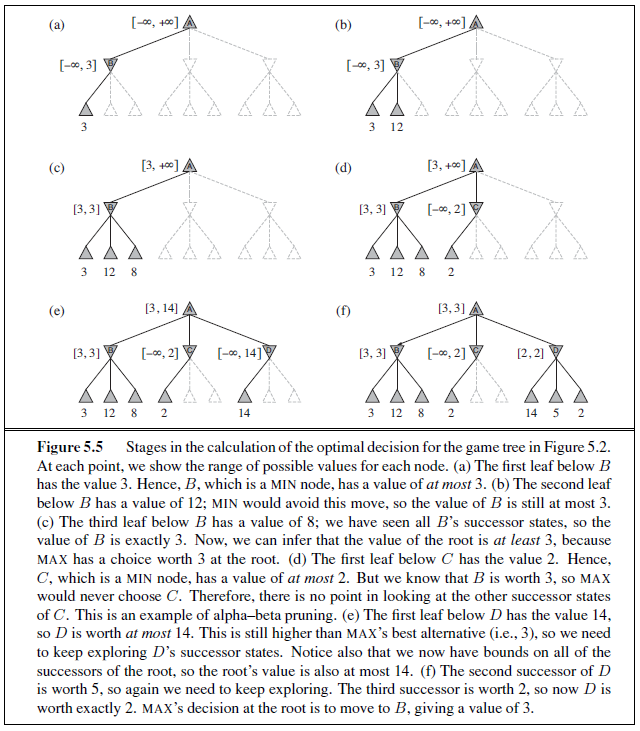 (a) [−∞, +∞] A
[−∞, 3] B
3
(b) [−∞, +∞] A
[−∞, 3] B
3 12
(c) [3, +∞] A
[3, 3] B
3 12 8
(d) [3, +∞] A
[3, 3] B [−∞, 2] C
3 12 8 2
(e) [3, 14] A
[3, 3] B [−∞, 2] C [−∞, 14] D
3 12 8 2 14
(f) [3, 3] A
[3, 3] B [−∞, 2] C [2, 2] D
3 12 8 2 14 5 2
Figure 5.5 Stages in the calculation of the optimal decision for the game tree in Figure 5.2.
At each point, we show the range of possible values for each node. (a) The first leaf below B
has the value 3. Hence, B, which is a MIN node, has a value of at most 3. (b) The second leaf
below B has a value of 12; MIN would avoid this move, so the value of B is still at most 3.
(c) The third leaf below B has a value of 8; we have seen all B's successor states, so the
value of B is exactly 3. Now, we can infer that the value of the root is at least 3, because
MAX has a choice worth 3 at the root. (d) The first leaf below C has the value 2. Hence,
C, which is a MIN node, has a value of at most 2. But we know that B is worth 3, so MAX
would never choose C. Therefore, there is no point in looking at the other successor states
of C. This is an example of alpha–beta pruning. (e) The first leaf below D has the value 14,
so D is worth at most 14. This is still higher than MAX's best alternative (i.e., 3), so we need
to keep exploring D's successor states. Notice also that we now have bounds on all of the
successors of the root, so the root's value is also at most 14. (f) The second successor of D
is worth 5, so again we need to keep exploring. The third successor is worth 2, so now D is
worth exactly 2. MAX's decision at the root is to move to B, giving a value of 3.